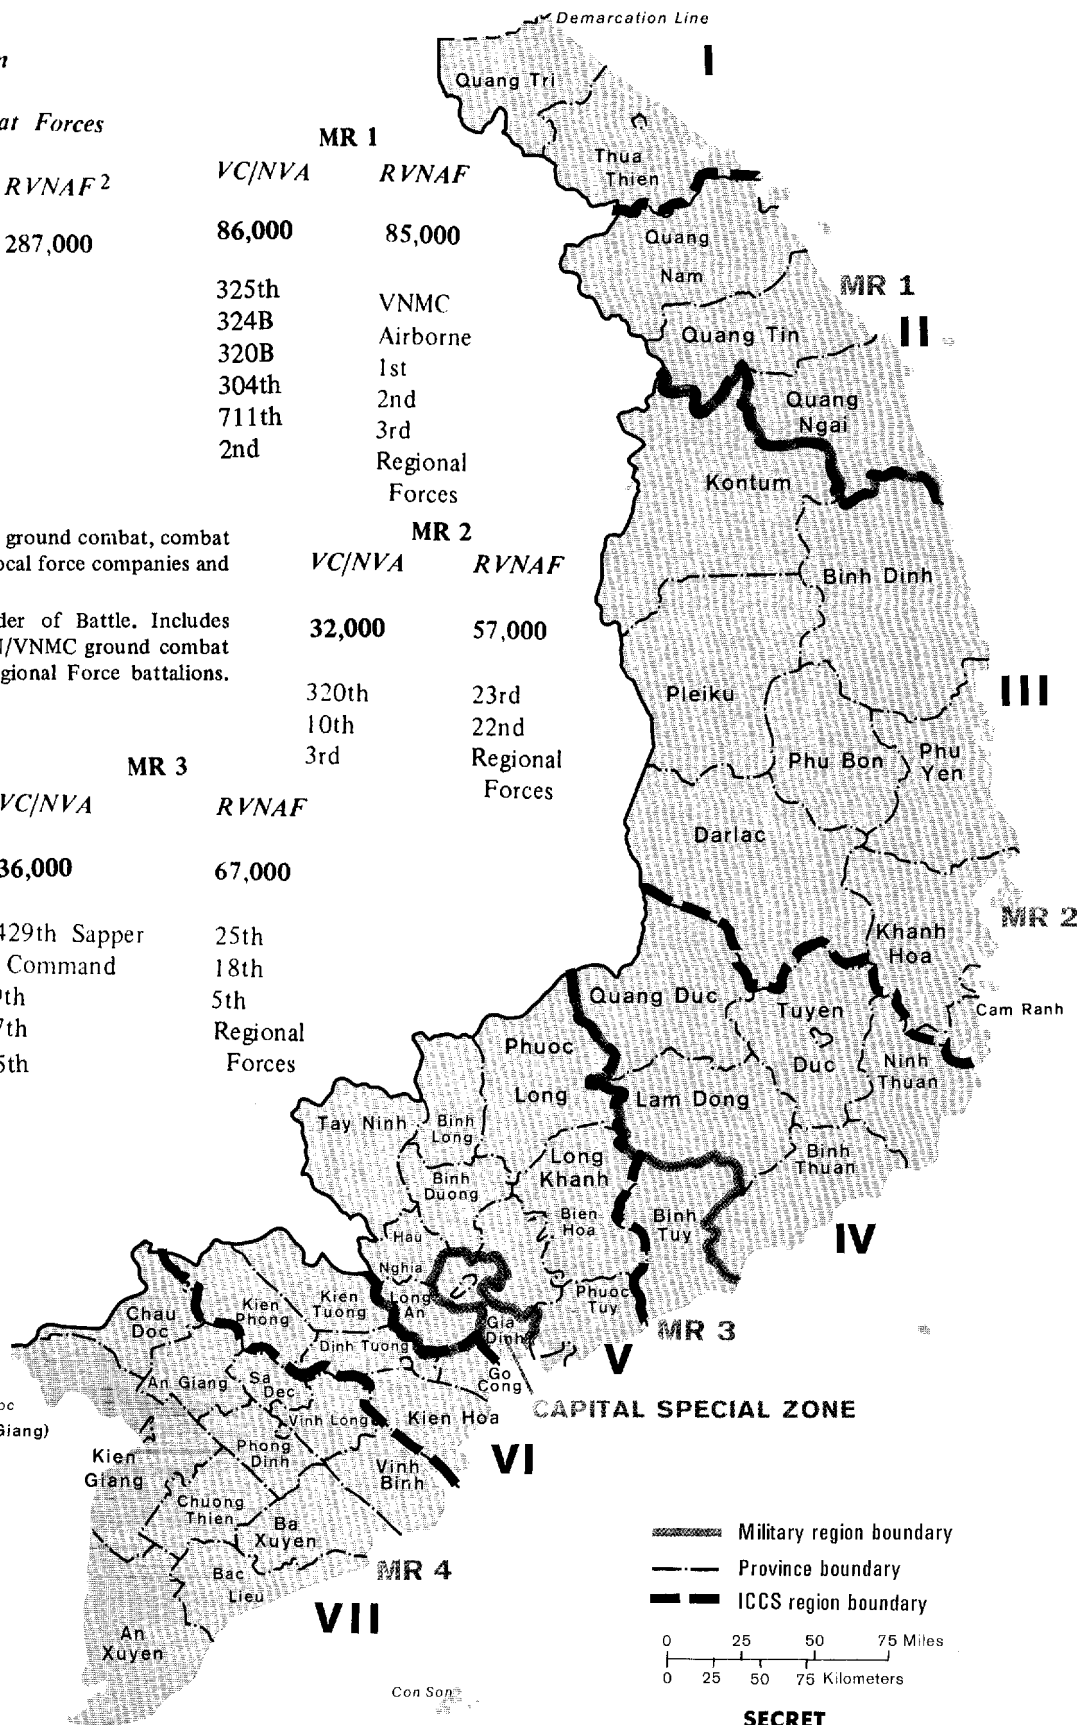 Demarcation Line
I
n
at Forces
RVNAF 2
287,000
MR 1
VC/NVA RVNAF
86,000 85,000
325th VNMC
324B Airborne
320B 1st
304th 2nd
711th 3rd
2nd Regional
Forces
ground combat, combat
ocal force companies and
der of Battle. Includes
N/VNMC ground combat
egional Force battalions.
MR 2
VC/NVA RVNAF
32,000 57,000
320th 23rd
10th 22nd
3rd Regional
Forces
MR 3
VC/NVA RVNAF
36,000 67,000
429th Sapper 25th
Command 18th
9th 5th
7th Regional
5th Forces
Quang Tri
Thua
Thien
Quang
Nam
MR 1
II
Quang Tin
Quang
Ngai
Kontum
Binh Dinh
III
Pleiku
Phu Bon
Phu
Yen
Darlac
MR 2
Khanh
Hoa
Cam Ranh
Quang Duc
Tuyen
Duc
Ninh
Thuan
Phuoc
Long
Lam Dong
Tay Ninh
Binh
Long
Long
Khanh
Binh
Thuan
Binh
Duong
Bien
Hoa
Binh
Tuy
IV
Hau
Nghia
Long
An
Phuoc
Tuy
Gia
Dinh
MR 3
V
Chau
Doc
Kien
Phong
Kien
Tuong
Dinh Tuong
Go
Cong
CAPITAL SPECIAL ZONE
An Giang
Sa
Dec
Vinh Long
Kien Hoa
oc
Giang)
Kien
Giang
Phong
Dinh
Vinh
Binh
VI
Chuong
Thien
Ba
Xuyen
Bac
Lieu
MR 4
VII
An
Xuyen
Con Son
Military region boundary
Province boundary
ICCS region boundary
0 25 50 75 Miles
0 25 50 75 Kilometers
SECRET